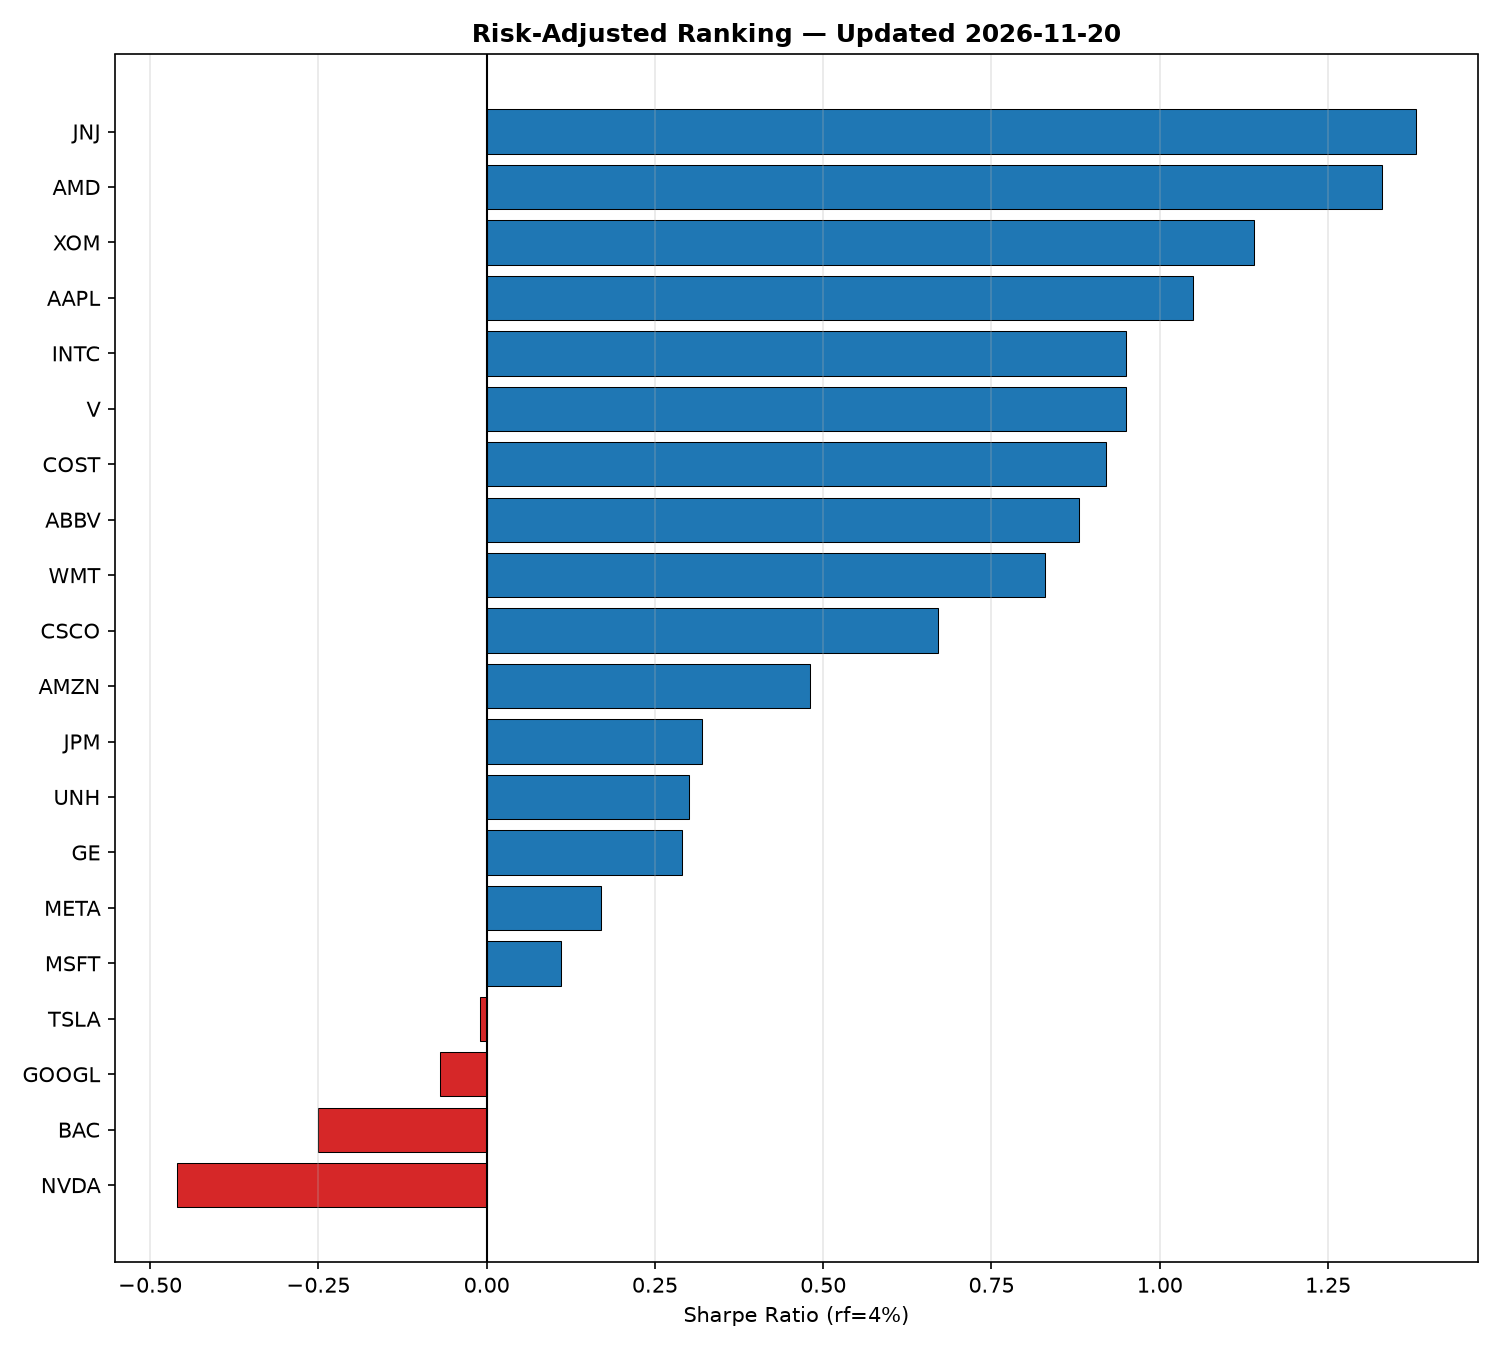 Risk-Adjusted Ranking — Updated 2026-11-20
JNJ
AMD
XOM
AAPL
INTC
V
COST
ABBV
WMT
CSCO
AMZN
JPM
UNH
GE
META
MSFT
TSLA
GOOGL
BAC
NVDA
−0.50 −0.25 0.00 0.25 0.50 0.75 1.00 1.25
Sharpe Ratio (rf=4%)